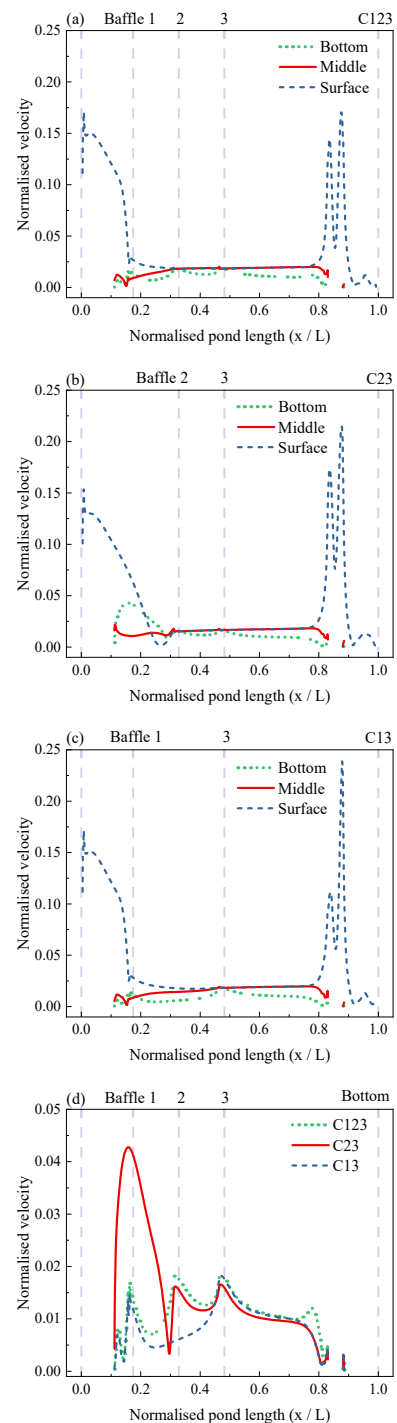 (a) Baffle 1 2 3 C123
0.25
0.20
0.15
0.10
0.05
0.00
Normalised velocity
Bottom
Middle
Surface
0.0 0.2 0.4 0.6 0.8 1.0
Normalised pond length (x / L)
(b) Baffle 2 3 C23
0.25
0.20
0.15
0.10
0.05
0.00
Normalised velocity
Bottom
Middle
Surface
0.0 0.2 0.4 0.6 0.8 1.0
Normalised pond length (x / L)
(c) Baffle 1 3 C13
0.25
0.20
0.15
0.10
0.05
0.00
Normalised velocity
Bottom
Middle
Surface
0.0 0.2 0.4 0.6 0.8 1.0
Normalised pond length (x / L)
(d) Baffle 1 2 3 Bottom
0.05
0.04
0.03
0.02
0.01
0.00
Normalised velocity
C123
C23
C13
0.0 0.2 0.4 0.6 0.8 1.0
Normalised pond length (x / L)